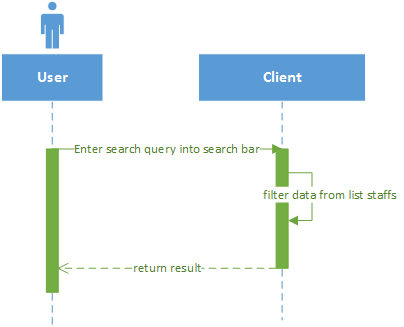 User
Client
Enter search query into search bar
filter data from list staffs
return result